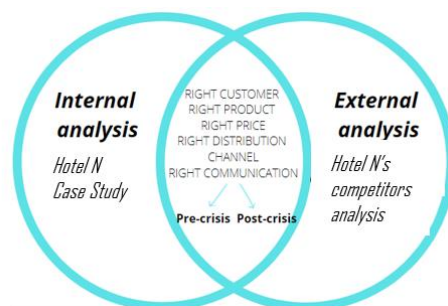 Internal
analysis
Hotel N
Case Study
RIGHT CUSTOMER
RIGHT PRODUCT
RIGHT PRICE
RIGHT DISTRIBUTION
CHANNEL
RIGHT COMMUNICATION
Pre-crisis Post-crisis
External
analysis
Hotel N's
competitors
analysis